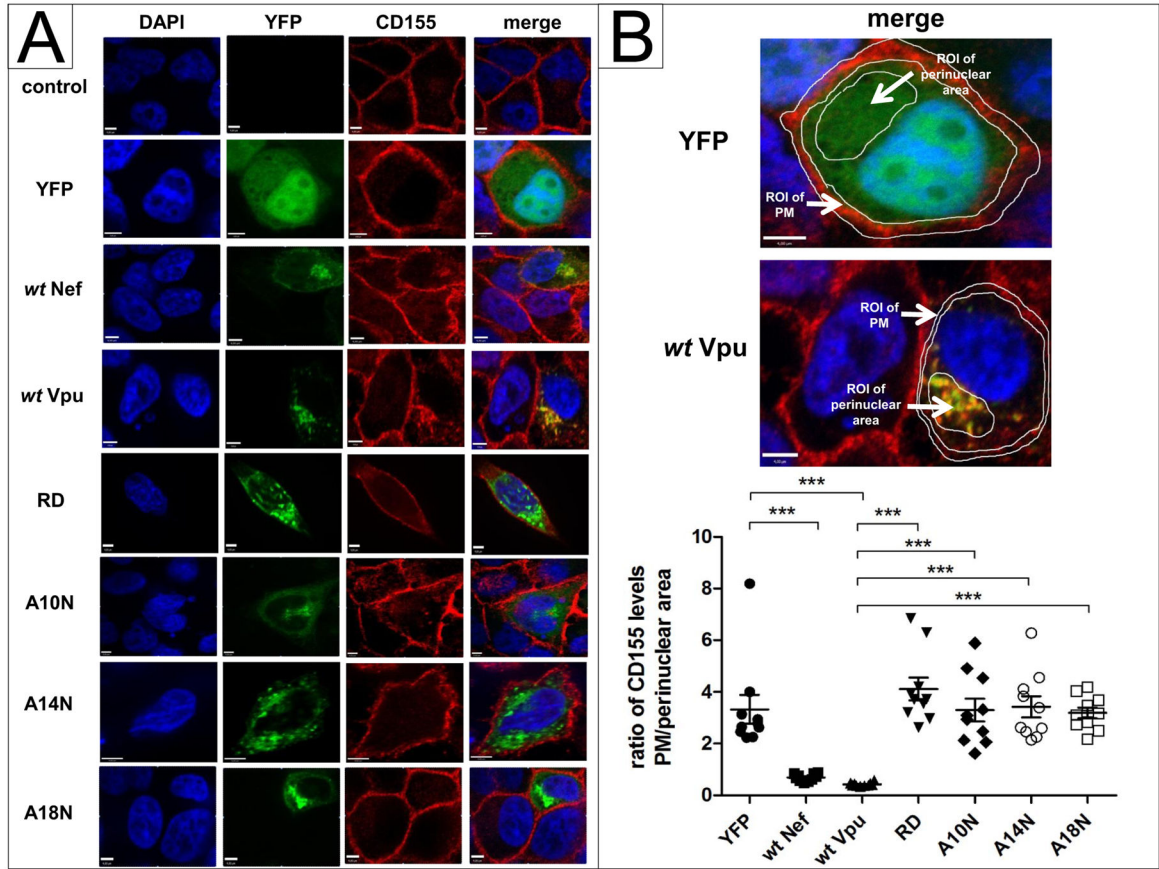 A
DAPI YFP CD155 merge
control
YFP
wt Nef
wt Vpu
RD
A10N
A14N
A18N
B
merge
YFP
ROI of
perinuclear
area
ROI of
PM
wt Vpu
ROI of
PM
ROI of
perinuclear
area
***
*** ***
***
***
***
ratio of CD155 levels
PM/perinuclear area
10
8
6
4
2
0
YFP wt Nef wt Vpu RD A10N A14N A18N